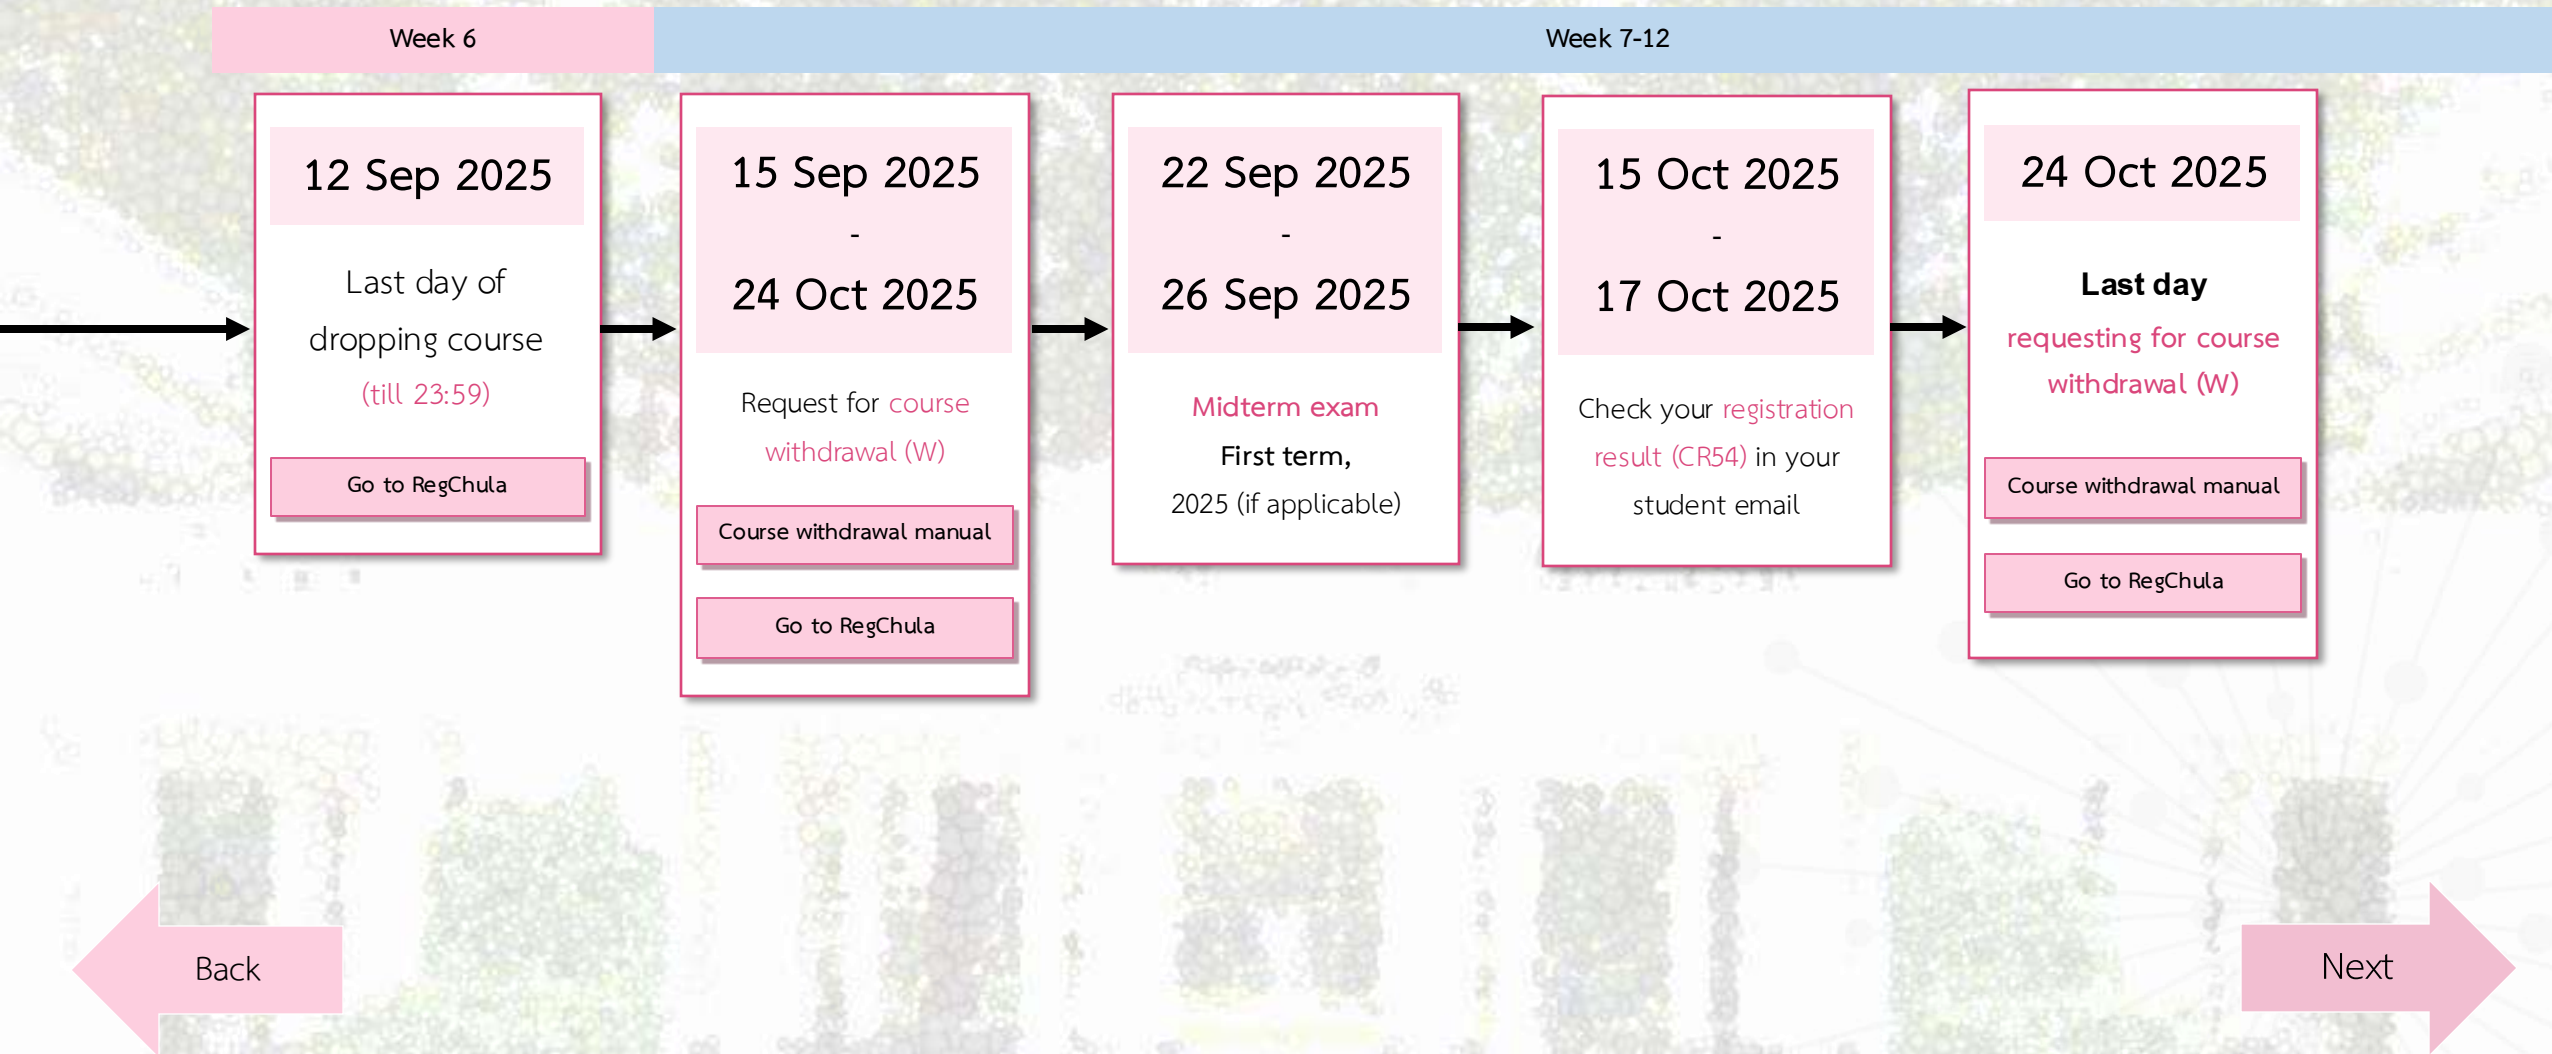 Week 6
Week 7-12
12 Sep 2025
Last day of
dropping course
(till 23:59)
Go to RegChula
15 Sep 2025
-
24 Oct 2025
Request for course
withdrawal (W)
Course withdrawal manual
Go to RegChula
22 Sep 2025
-
26 Sep 2025
Midterm exam
First term,
2025 (if applicable)
15 Oct 2025
-
17 Oct 2025
Check your registration
result (CR54) in your
student email
24 Oct 2025
Last day
requesting for course
withdrawal (W)
Course withdrawal manual
Go to RegChula
Back
Next